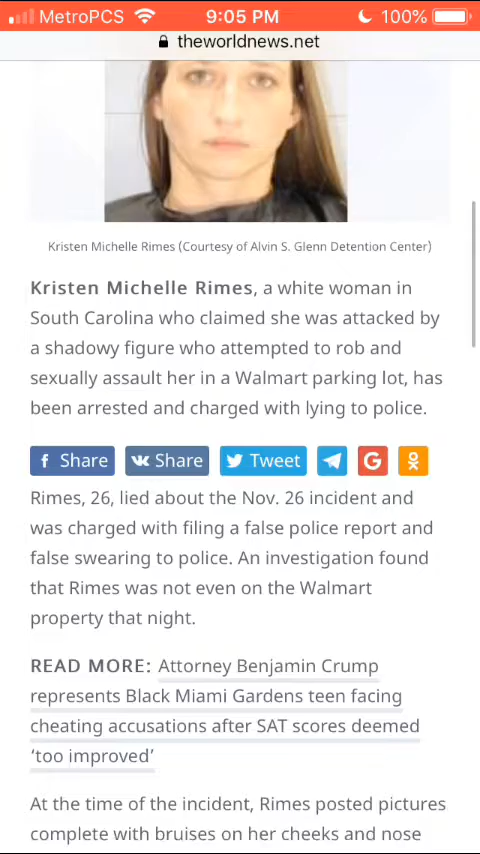 MetroPCS 9:05 PM 100%
theworldnews.net
Kristen Michelle Rimes (Courtesy of Alvin S. Glenn Detention Center)
Kristen Michelle Rimes, a white woman in
South Carolina who claimed she was attacked by
a shadowy figure who attempted to rob and
sexually assault her in a Walmart parking lot, has
been arrested and charged with lying to police.
f Share VK Share Tweet G
Rimes, 26, lied about the Nov. 26 incident and
was charged with filing a false police report and
false swearing to police. An investigation found
that Rimes was not even on the Walmart
property that night.
READ MORE: Attorney Benjamin Crump
represents Black Miami Gardens teen facing
cheating accusations after SAT scores deemed
‘too improved’
At the time of the incident, Rimes posted pictures
complete with bruises on her cheeks and nose